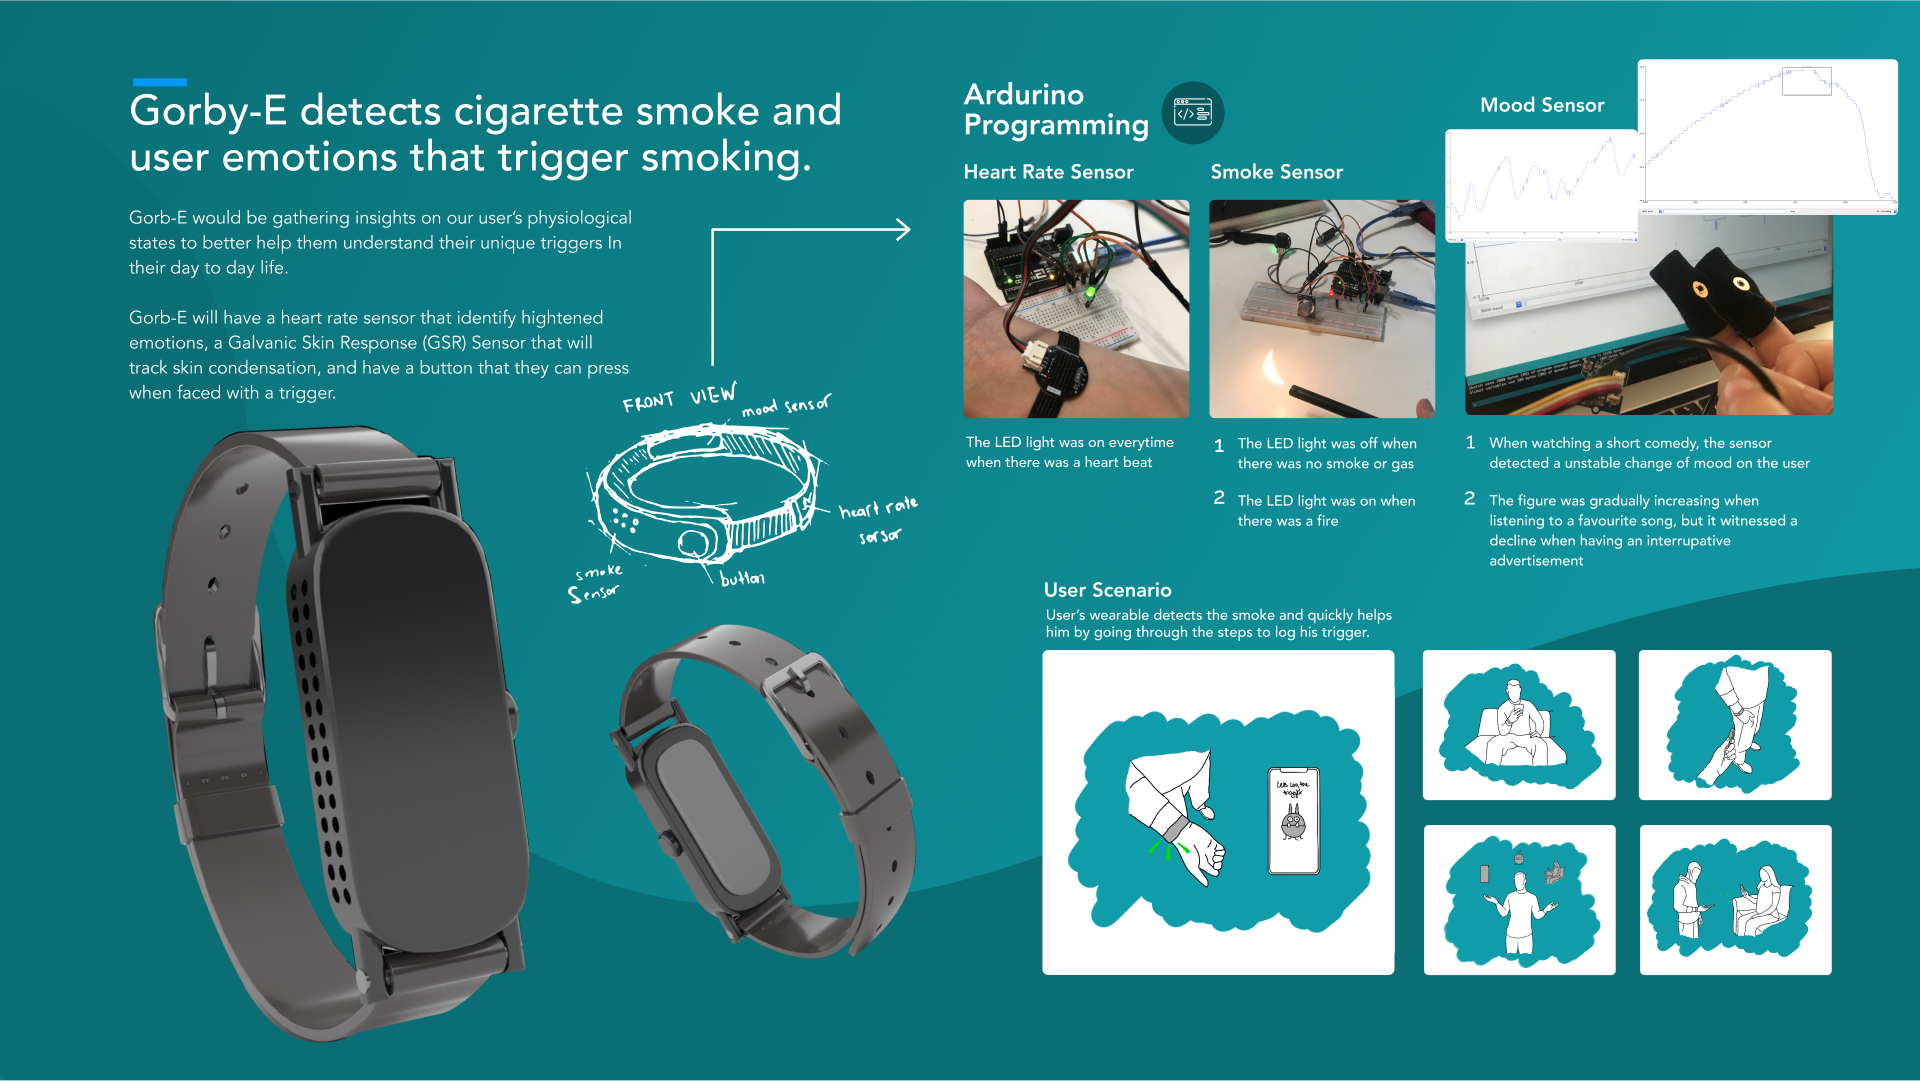 Gorby-E detects cigarette smoke and
user emotions that trigger smoking.
Gorb-E would be gathering insights on our user's physiological
states to better help them understand their unique triggers In
their day to day life.
Gorb-E will have a heart rate sensor that identify hightened
emotions, a Galvanic Skin Response (GSR) Sensor that will
track skin condensation, and have a button that they can press
when faced with a trigger.
FRONT VIEW
mood sensor
heart rate
sorsor
smoke
Sensor
button
Ardurino
Programming
Heart Rate Sensor
The LED light was on everytime
when there was a heart beat
Smoke Sensor
1 The LED light was off when
there was no smoke or gas
2 The LED light was on when
there was a fire
Mood Sensor
1 When watching a short comedy, the sensor
detected a unstable change of mood on the user
2 The figure was gradually increasing when
listening to a favourite song, but it witnessed a
decline when having an interrupative
advertisement
User Scenario
User's wearable detects the smoke and quickly helps
him by going through the steps to log his trigger.
Lets Log the
trigger